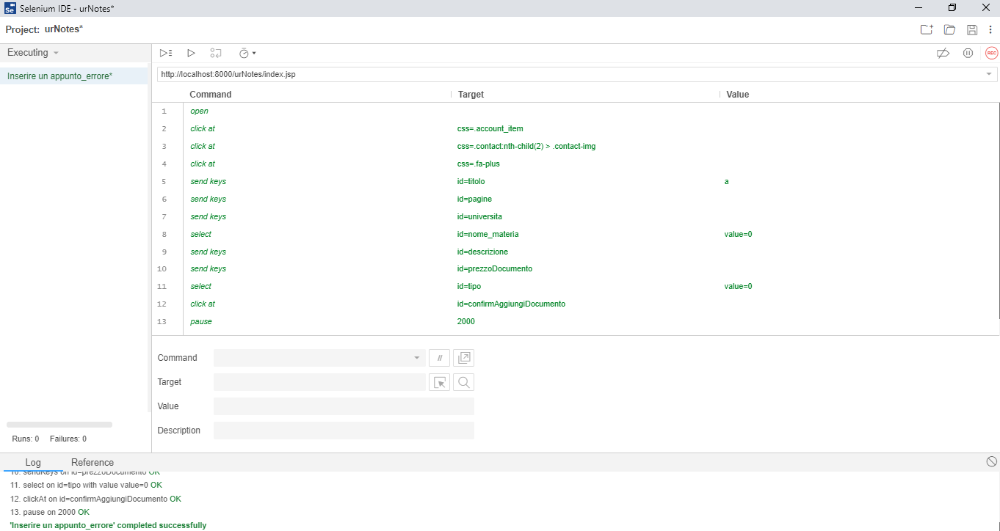 Selenium IDE - urNotes*
Project: urNotes*
Executing
Inserire un appunto_errore*
http://localhost:8000/urNotes/index.jsp
REC
Command Target Value
1 open
2 click at css=.account_item
3 click at css=.contact:nth-child(2) > .contact-img
4 click at css=.fa-plus
5 send keys id=titolo a
6 send keys id=pagine
7 send keys id=universita
8 select id=nome_materia value=0
9 send keys id=descrizione
10 send keys id=prezzoDocumento
11 select id=tipo value=0
12 click at id=confirmAggiungiDocumento
13 pause 2000
Command //
Target
Value
Description
Runs: 0 Failures: 0
Log Reference
10. sendKeys on id=prezzoDocumento OK
11. select on id=tipo with value value=0 OK
12. clickAt on id=confirmAggiungiDocumento OK
13. pause on 2000 OK
'Inserire un appunto_errore' completed successfully